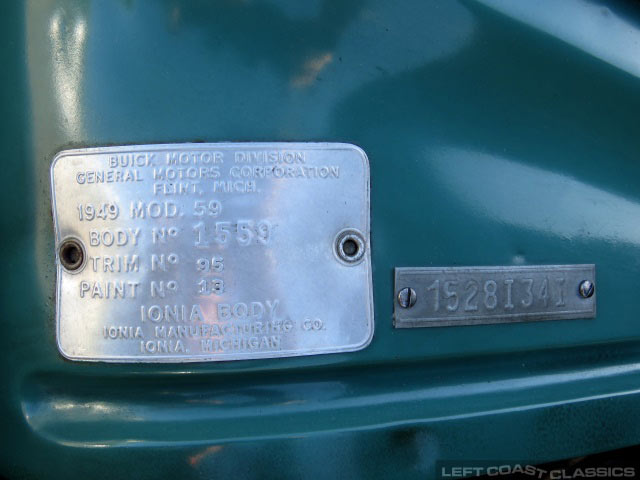 BUICK MOTOR DIVISION
GENERAL MOTORS CORPORATION
FLINT, MICH.
1949 MOD. 59
BODY Nº 1559
TRIM Nº 95
PAINT Nº 13
IONIA BODY
IONIA MANUFACTURING CO.
IONIA, MICHIGAN
1528I34I
LEFT COAST CLASSICS